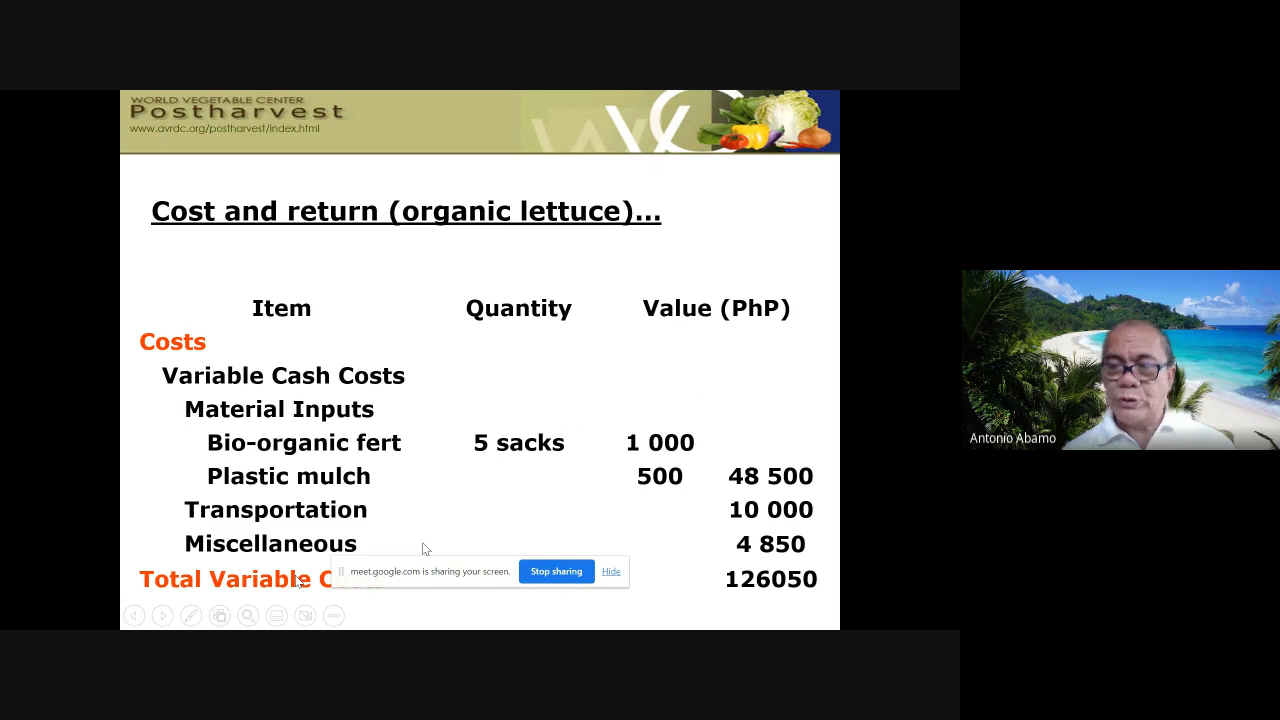 WORLD VEGETABLE CENTER
Postharvest
www.avrdc.org/postharvest/index.html
Cost and return (organic lettuce)...
Item Quantity Value (PhP)
Costs
Variable Cash Costs
Material Inputs
Bio-organic fert 5 sacks 1 000
Plastic mulch 500 48 500
Transportation 10 000
Miscellaneous 4 850
Total Variable 126050
meet.google.com is sharing your screen. Stop sharing Hide
Antonio Abamo